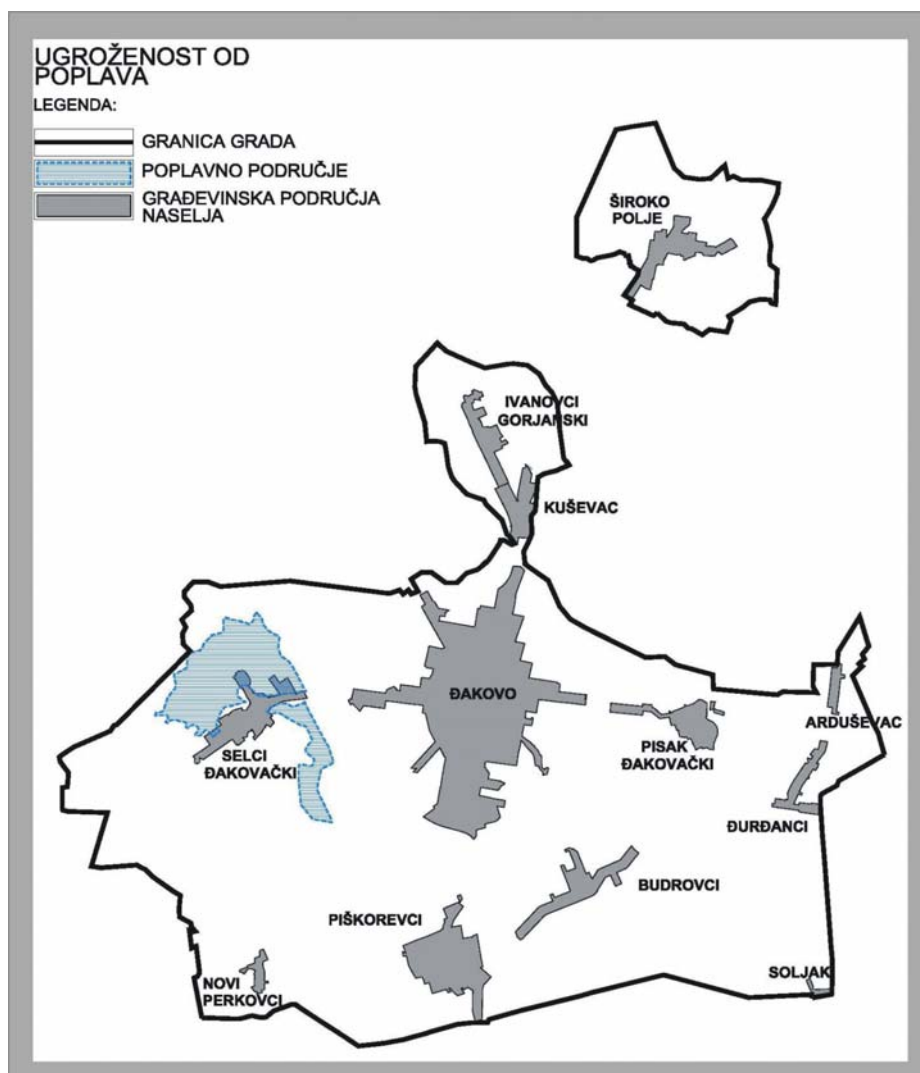 UGROŽENOST OD
POPLAVA
LEGENDA:
GRANICA GRADA
POPLAVNO PODRUČJE
GRAĐEVINSKA PODRUČJA
NASELJA
ŠIROKO
POLJE
IVANOVCI
GORJANSKI
KUŠEVAC
ĐAKOVO
SELCI
ĐAKOVAČKI
PISAK
ĐAKOVAČKI
ARDUŠEVAC
ĐURĐANCI
BUDROVCI
PIŠKOREVCI
NOVI
PERKOVCI
SOLJAK